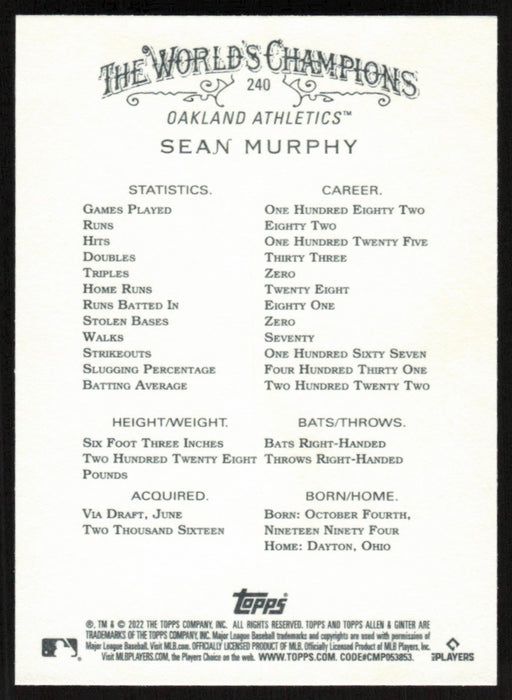 THE WORLD'S CHAMPIONS
240
OAKLAND ATHLETICS™
SEAN MURPHY
STATISTICS. CAREER.
GAMES PLAYED ONE HUNDRED EIGHTY TWO
RUNS EIGHTY TWO
HITS ONE HUNDRED TWENTY FIVE
DOUBLES THIRTY THREE
TRIPLES ZERO
HOME RUNS TWENTY EIGHT
RUNS BATTED IN EIGHTY ONE
STOLEN BASES ZERO
WALKS SEVENTY
STRIKEOUTS ONE HUNDRED SIXTY SEVEN
SLUGGING PERCENTAGE FOUR HUNDRED THIRTY ONE
BATTING AVERAGE TWO HUNDRED TWENTY TWO
HEIGHT/WEIGHT.
SIX FOOT THREE INCHES
TWO HUNDRED TWENTY EIGHT
POUNDS
BATS/THROWS.
BATS RIGHT-HANDED
THROWS RIGHT-HANDED
ACQUIRED.
VIA DRAFT, JUNE
TWO THOUSAND SIXTEEN
BORN/HOME.
BORN: OCTOBER FOURTH,
NINETEEN NINETY FOUR
HOME: DAYTON, OHIO
Topps®
®, TM & © 2022 THE TOPPS COMPANY, INC. ALL RIGHTS RESERVED. TOPPS AND TOPPS ALLEN & GINTER ARE
TRADEMARKS OF THE TOPPS COMPANY, INC. Major League Baseball trademarks and copyrights are used with permission of
Major League Baseball. Visit MLB.com. OFFICIALLY LICENSED PRODUCT OF MLB. Officially Licensed Product of MLB Players, Inc.
Visit MLBPLAYERS.COM, the Players Choice on the web. WWW.TOPPS.COM. CODE#CMP053853.
PLAYERS